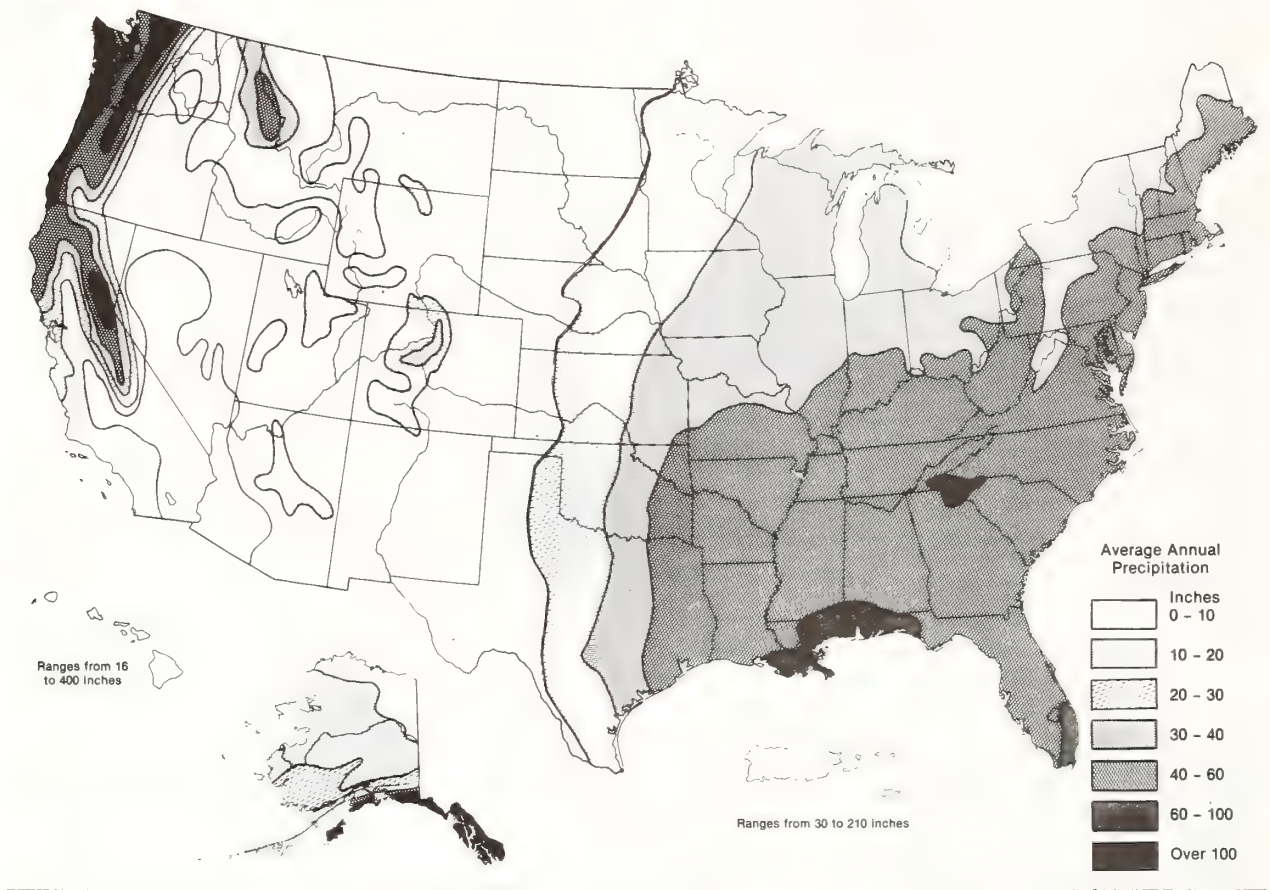 Average Annual
Precipitation
Inches
0 - 10
10 - 20
20 - 30
30 - 40
40 - 60
60 - 100
Over 100
Ranges from 16
to 400 inches
Ranges from 30 to 210 inches